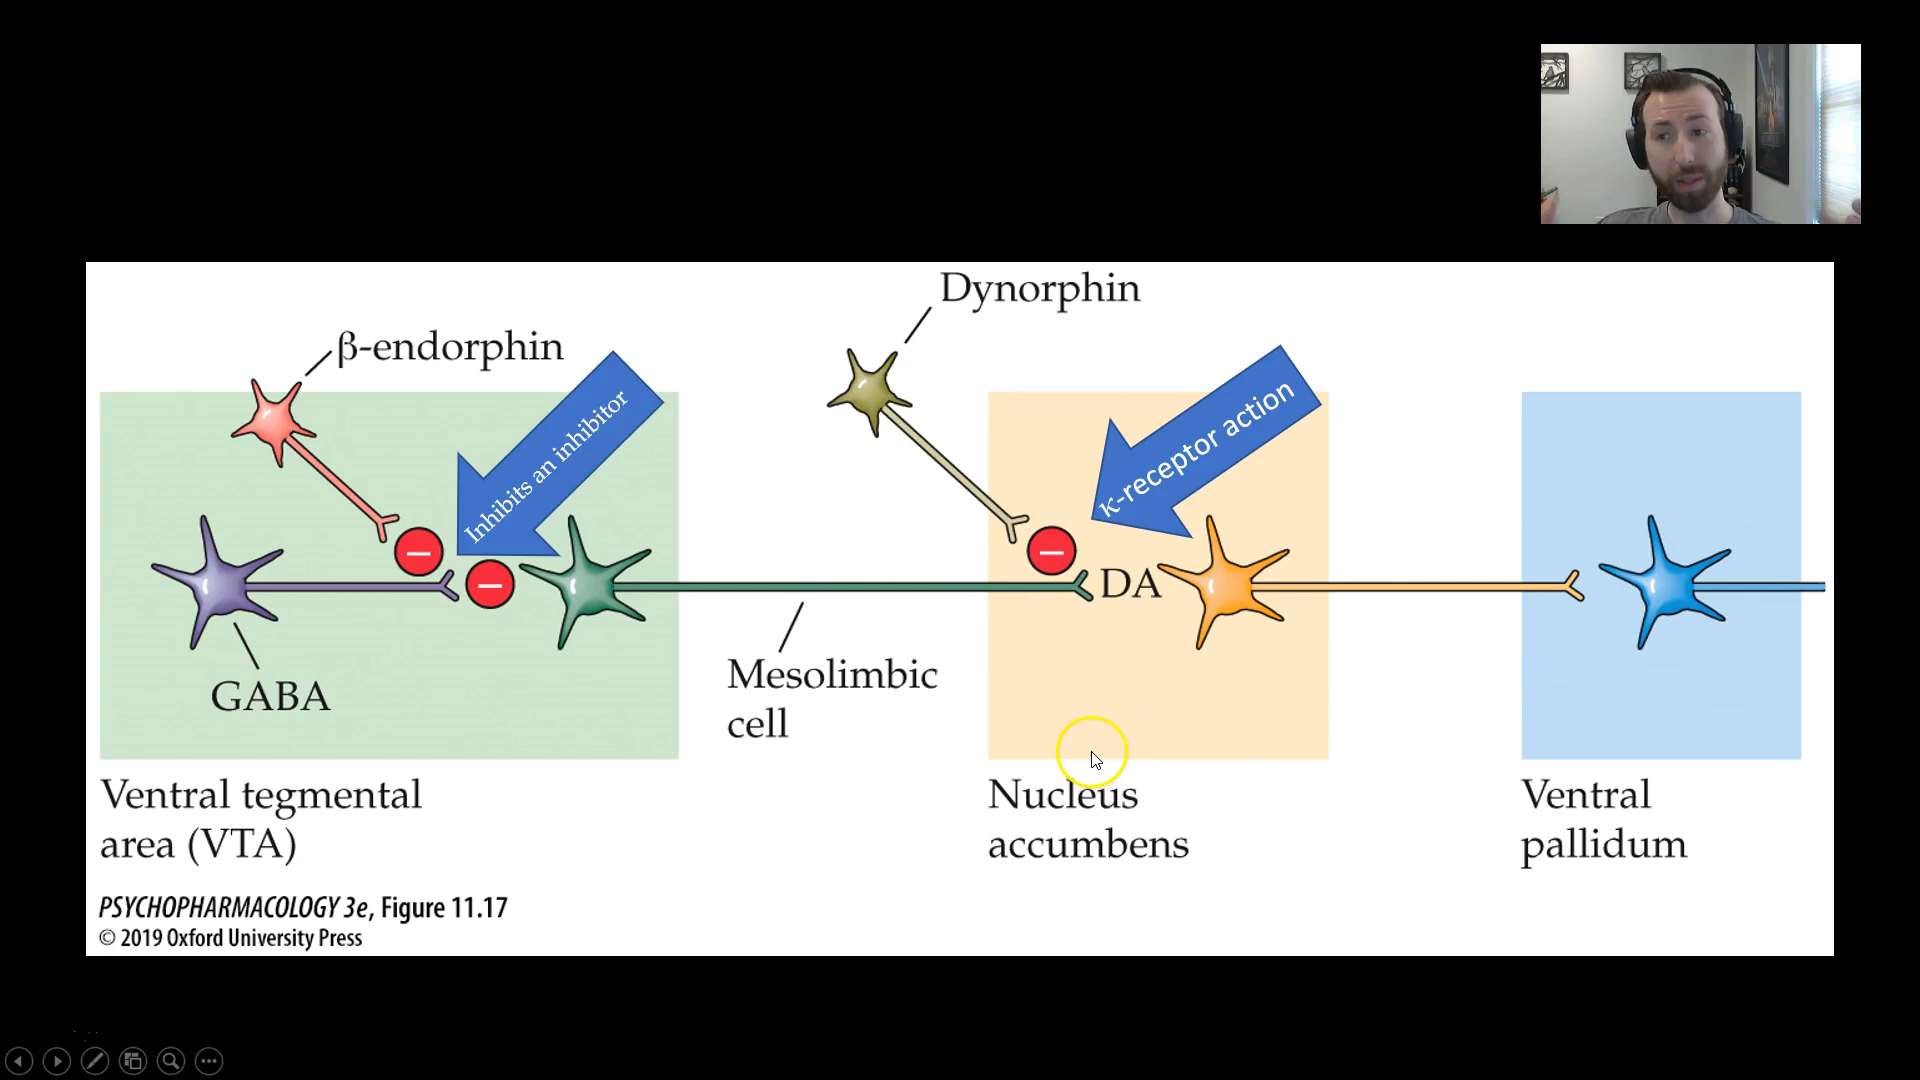 Dynorphin
β-endorphin
Inhibits an inhibitor
κ-receptor action
DA
Mesolimbic
cell
GABA
Ventral tegmental
area (VTA)
Nucleus
accumbens
Ventral
pallidum
PSYCHOPHARMACOLOGY 3e, Figure 11.17
© 2019 Oxford University Press